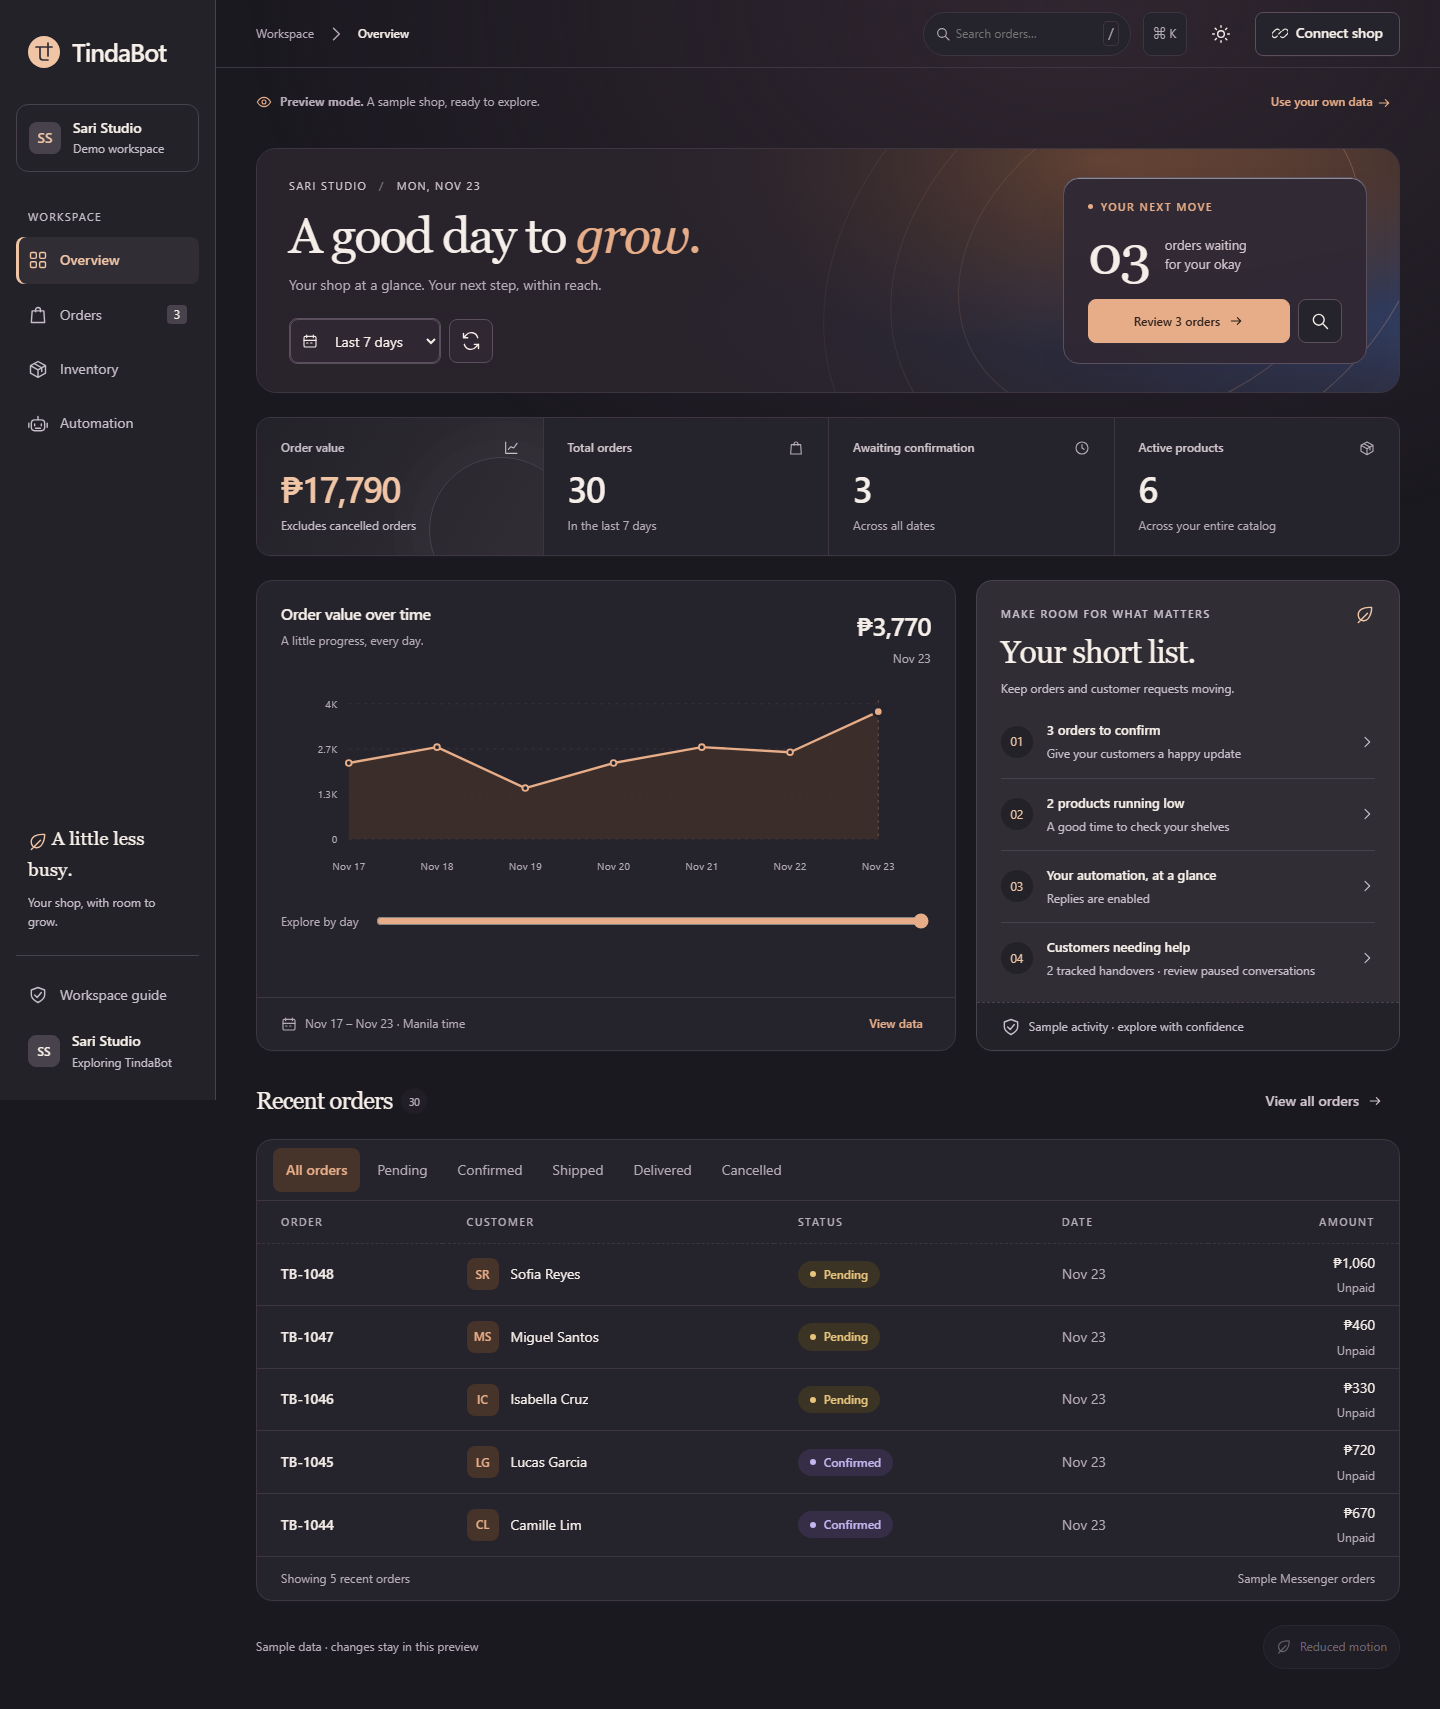 TindaBot
SS
Sari Studio
Demo workspace
WORKSPACE
Overview
Orders 3
Inventory
Automation
A little less
busy.
Your shop, with room to
grow.
Workspace guide
SS
Sari Studio
Exploring TindaBot
Workspace > Overview
Search orders... /
⌘ K
Connect shop
Preview mode. A sample shop, ready to explore.
Use your own data →
SARI STUDIO / MON, NOV 23
A good day to grow.
Your shop at a glance. Your next step, within reach.
Last 7 days
YOUR NEXT MOVE
03
orders waiting
for your okay
Review 3 orders →
Order value
₱17,790
Excludes cancelled orders
Total orders
30
In the last 7 days
Awaiting confirmation
3
Across all dates
Active products
6
Across your entire catalog
Order value over time
A little progress, every day.
₱3,770
Nov 23
4K
2.7K
1.3K
0
Nov 17 Nov 18 Nov 19 Nov 20 Nov 21 Nov 22 Nov 23
Explore by day
Nov 17 – Nov 23 · Manila time
View data
MAKE ROOM FOR WHAT MATTERS
Your short list.
Keep orders and customer requests moving.
01
3 orders to confirm
Give your customers a happy update
02
2 products running low
A good time to check your shelves
03
Your automation, at a glance
Replies are enabled
04
Customers needing help
2 tracked handovers · review paused conversations
Sample activity · explore with confidence
Recent orders 30
View all orders →
All orders Pending Confirmed Shipped Delivered Cancelled
ORDER CUSTOMER STATUS DATE AMOUNT
TB-1048 SR Sofia Reyes Pending Nov 23 ₱1,060
Unpaid
TB-1047 MS Miguel Santos Pending Nov 23 ₱460
Unpaid
TB-1046 IC Isabella Cruz Pending Nov 23 ₱330
Unpaid
TB-1045 LG Lucas Garcia Confirmed Nov 23 ₱720
Unpaid
TB-1044 CL Camille Lim Confirmed Nov 23 ₱670
Unpaid
Showing 5 recent orders
Sample Messenger orders
Sample data · changes stay in this preview
Reduced motion